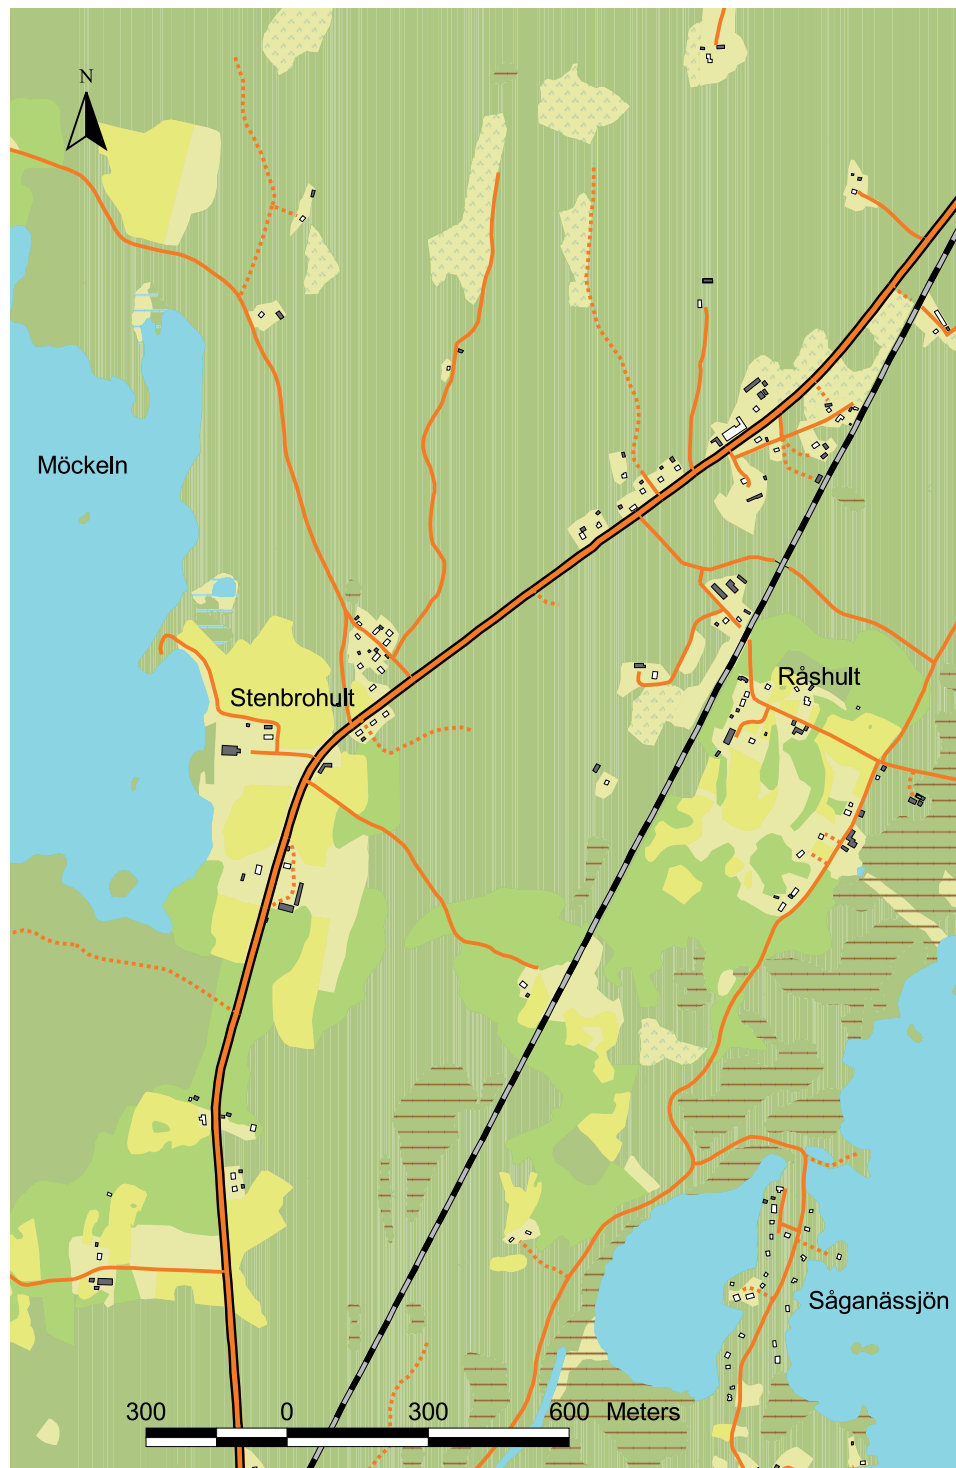 N
Möckeln
Stenbrohult
Råshult
Såganässjön
300 0 300 600 Meters